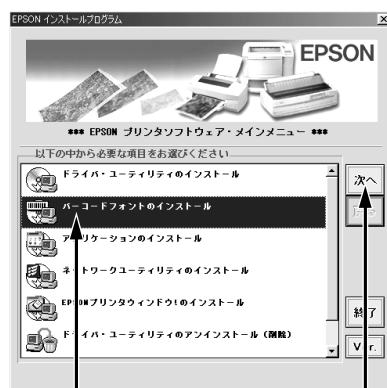 EPSON インストールプログラム
EPSON
*** EPSON プリンタソフトウェア・メインメニュー ***
以下の中から必要な項目をお選びください
ドライバ・ユーティリティのインストール
次へ
バーコードフォントのインストール
アプリケーションのインストール
ネットワークユーティリティのインストール
EPSONプリンタウィンドウ!のインストール
終了
ドライバ・ユーティリティのアンインストール（削除）
Ver.